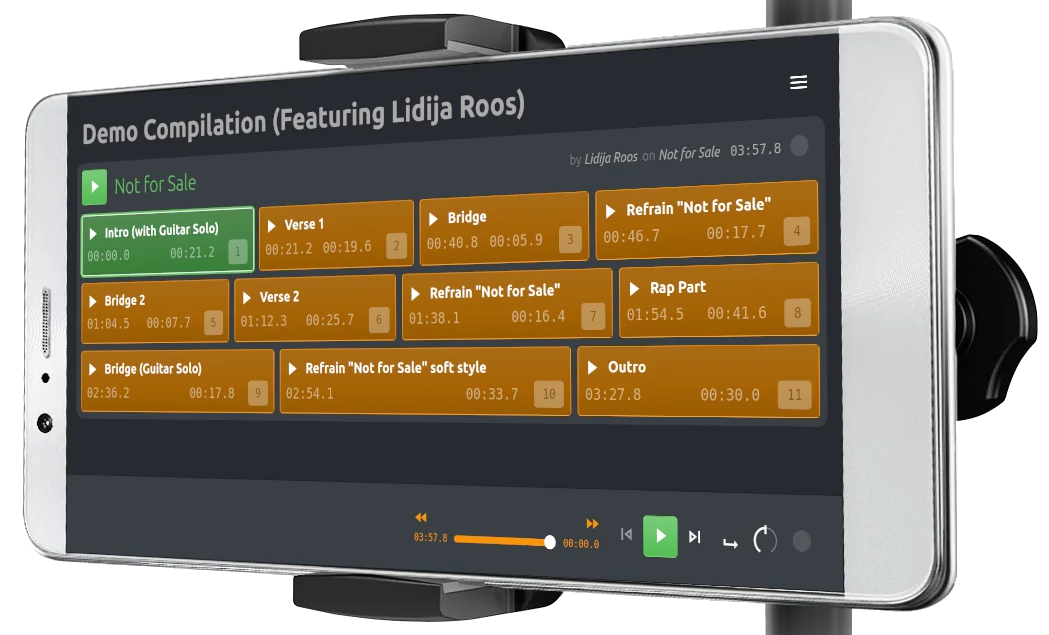 Demo Compilation (Featuring Lidija Roos)
Not for Sale
by Lidija Roos on Not for Sale 03:57.8
Intro (with Guitar Solo)
00:00.0 00:21.2 1
Verse 1
00:21.2 00:19.6 2
Bridge
00:40.8 00:05.9 3
Refrain "Not for Sale"
00:46.7 00:17.7 4
Bridge 2
01:04.5 00:07.7 5
Verse 2
01:12.3 00:25.7 6
Refrain "Not for Sale"
01:38.1 00:16.4 7
Rap Part
01:54.5 00:41.6 8
Bridge (Guitar Solo)
02:36.2 00:17.8 9
Refrain "Not for Sale" soft style
02:54.1 00:33.7 10
Outro
03:27.8 00:30.0 11
03:57.8 00:00.0